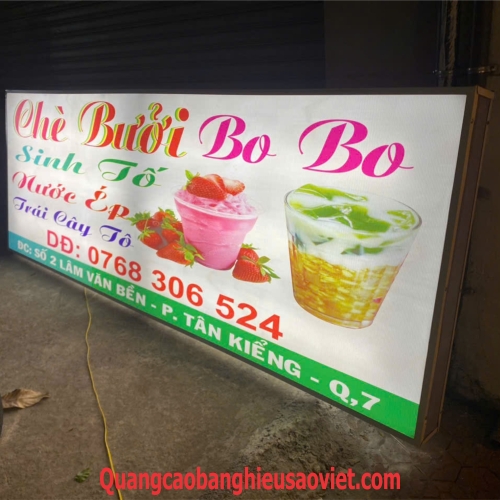 Chè Bưởi Bo Bo
Sinh Tố
Nước Ép
Trái Cây Tô
DĐ: 0768 306 524
ĐC: SỐ 2 LÂM VĂN BỀN - P. TÂN KIỂNG - Q,7
Quangcaobanghieusaoviet.com